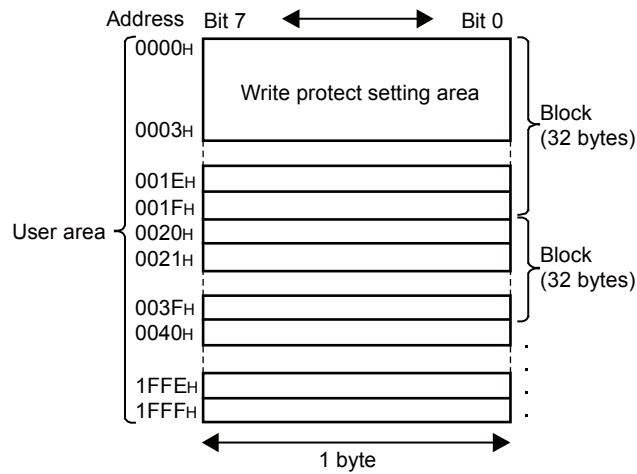 Address Bit 7 Bit 0
0000H
Write protect setting area
0003H
Block
(32 bytes)
001EH
001FH
User area
0020H
0021H
Block
(32 bytes)
003FH
0040H
1FFEH
1FFFH
1 byte